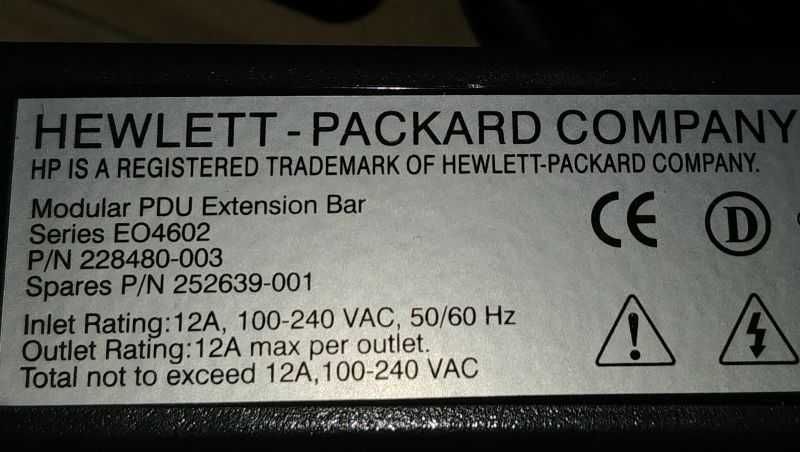 HEWLETT-PACKARD COMPANY
HP IS A REGISTERED TRADEMARK OF HEWLETT-PACKARD COMPANY.
Modular PDU Extension Bar
Series EO4602
P/N 228480-003
Spares P/N 252639-001
Inlet Rating:12A, 100-240 VAC, 50/60 Hz
Outlet Rating:12A max per outlet.
Total not to exceed 12A,100-240 VAC
CE D